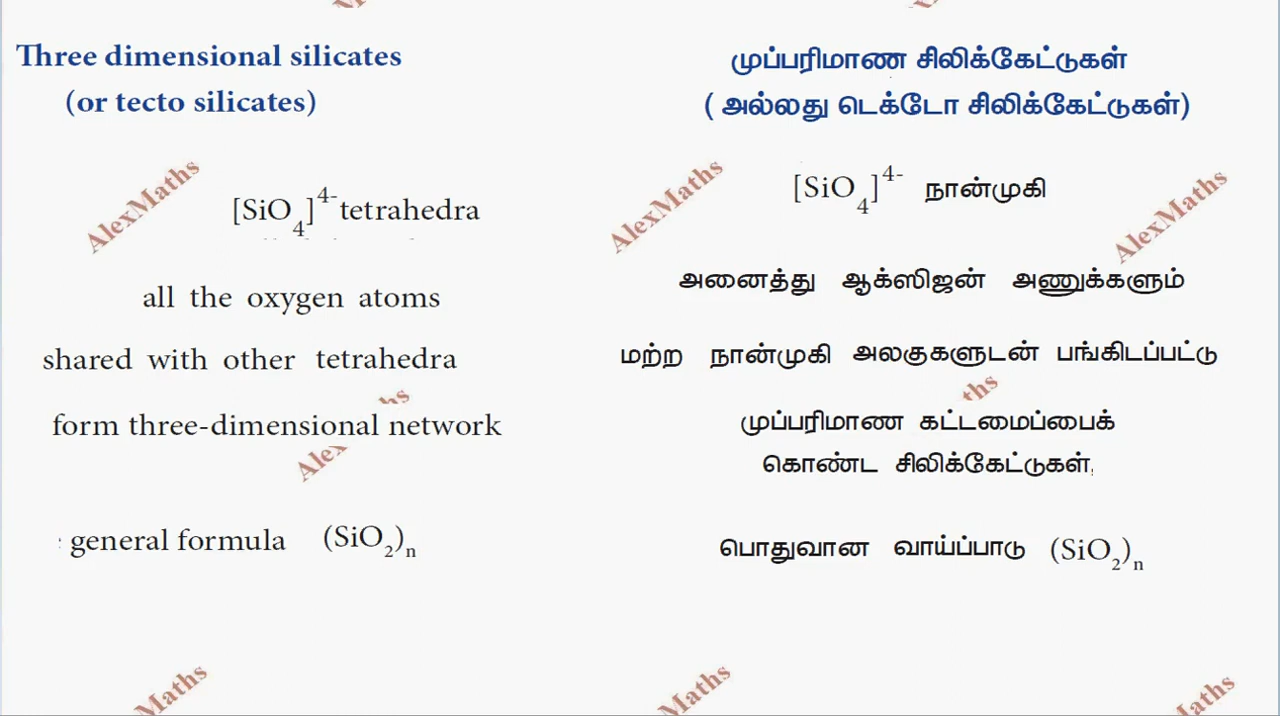 Three dimensional silicates
(or tecto silicates)
[SiO4]4- tetrahedra
all the oxygen atoms
shared with other tetrahedra
form three-dimensional network
general formula (SiO2)n
முப்பரிமாண சிலிக்கேட்டுகள்
( அல்லது டெக்டோ சிலிக்கேட்டுகள்)
[SiO4]4- நான்முகி
அனைத்து ஆக்ஸிஜன் அணுக்களும்
மற்ற நான்முகி அலகுகளுடன் பங்கிடப்பட்டு
முப்பரிமாண கட்டமைப்பைக்
கொண்ட சிலிக்கேட்டுகள்,
பொதுவான வாய்ப்பாடு (SiO2)n
AlexMaths
AlexMaths
AlexMaths